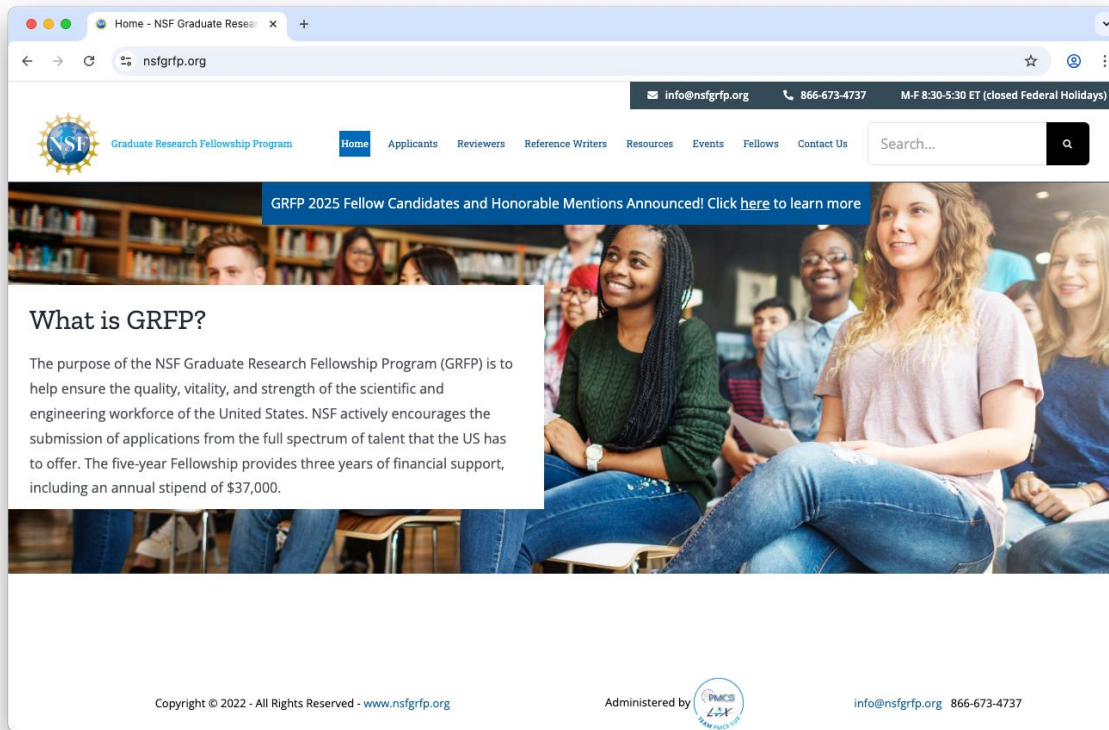 Home - NSF Graduate Resear
nsfgrfp.org
info@nsfgrfp.org 866-673-4737 M-F 8:30-5:30 ET (closed Federal Holidays)
NSF
Graduate Research Fellowship Program
Home Applicants Reviewers Reference Writers Resources Events Fellows Contact Us
Search...
GRFP 2025 Fellow Candidates and Honorable Mentions Announced! Click here to learn more
What is GRFP?
The purpose of the NSF Graduate Research Fellowship Program (GRFP) is to
help ensure the quality, vitality, and strength of the scientific and
engineering workforce of the United States. NSF actively encourages the
submission of applications from the full spectrum of talent that the US has
to offer. The five-year Fellowship provides three years of financial support,
including an annual stipend of $37,000.
Copyright © 2022 - All Rights Reserved - www.nsfgrfp.org
Administered by
PMCS
LUX
TEAM PMCS-LUX
info@nsfgrfp.org 866-673-4737